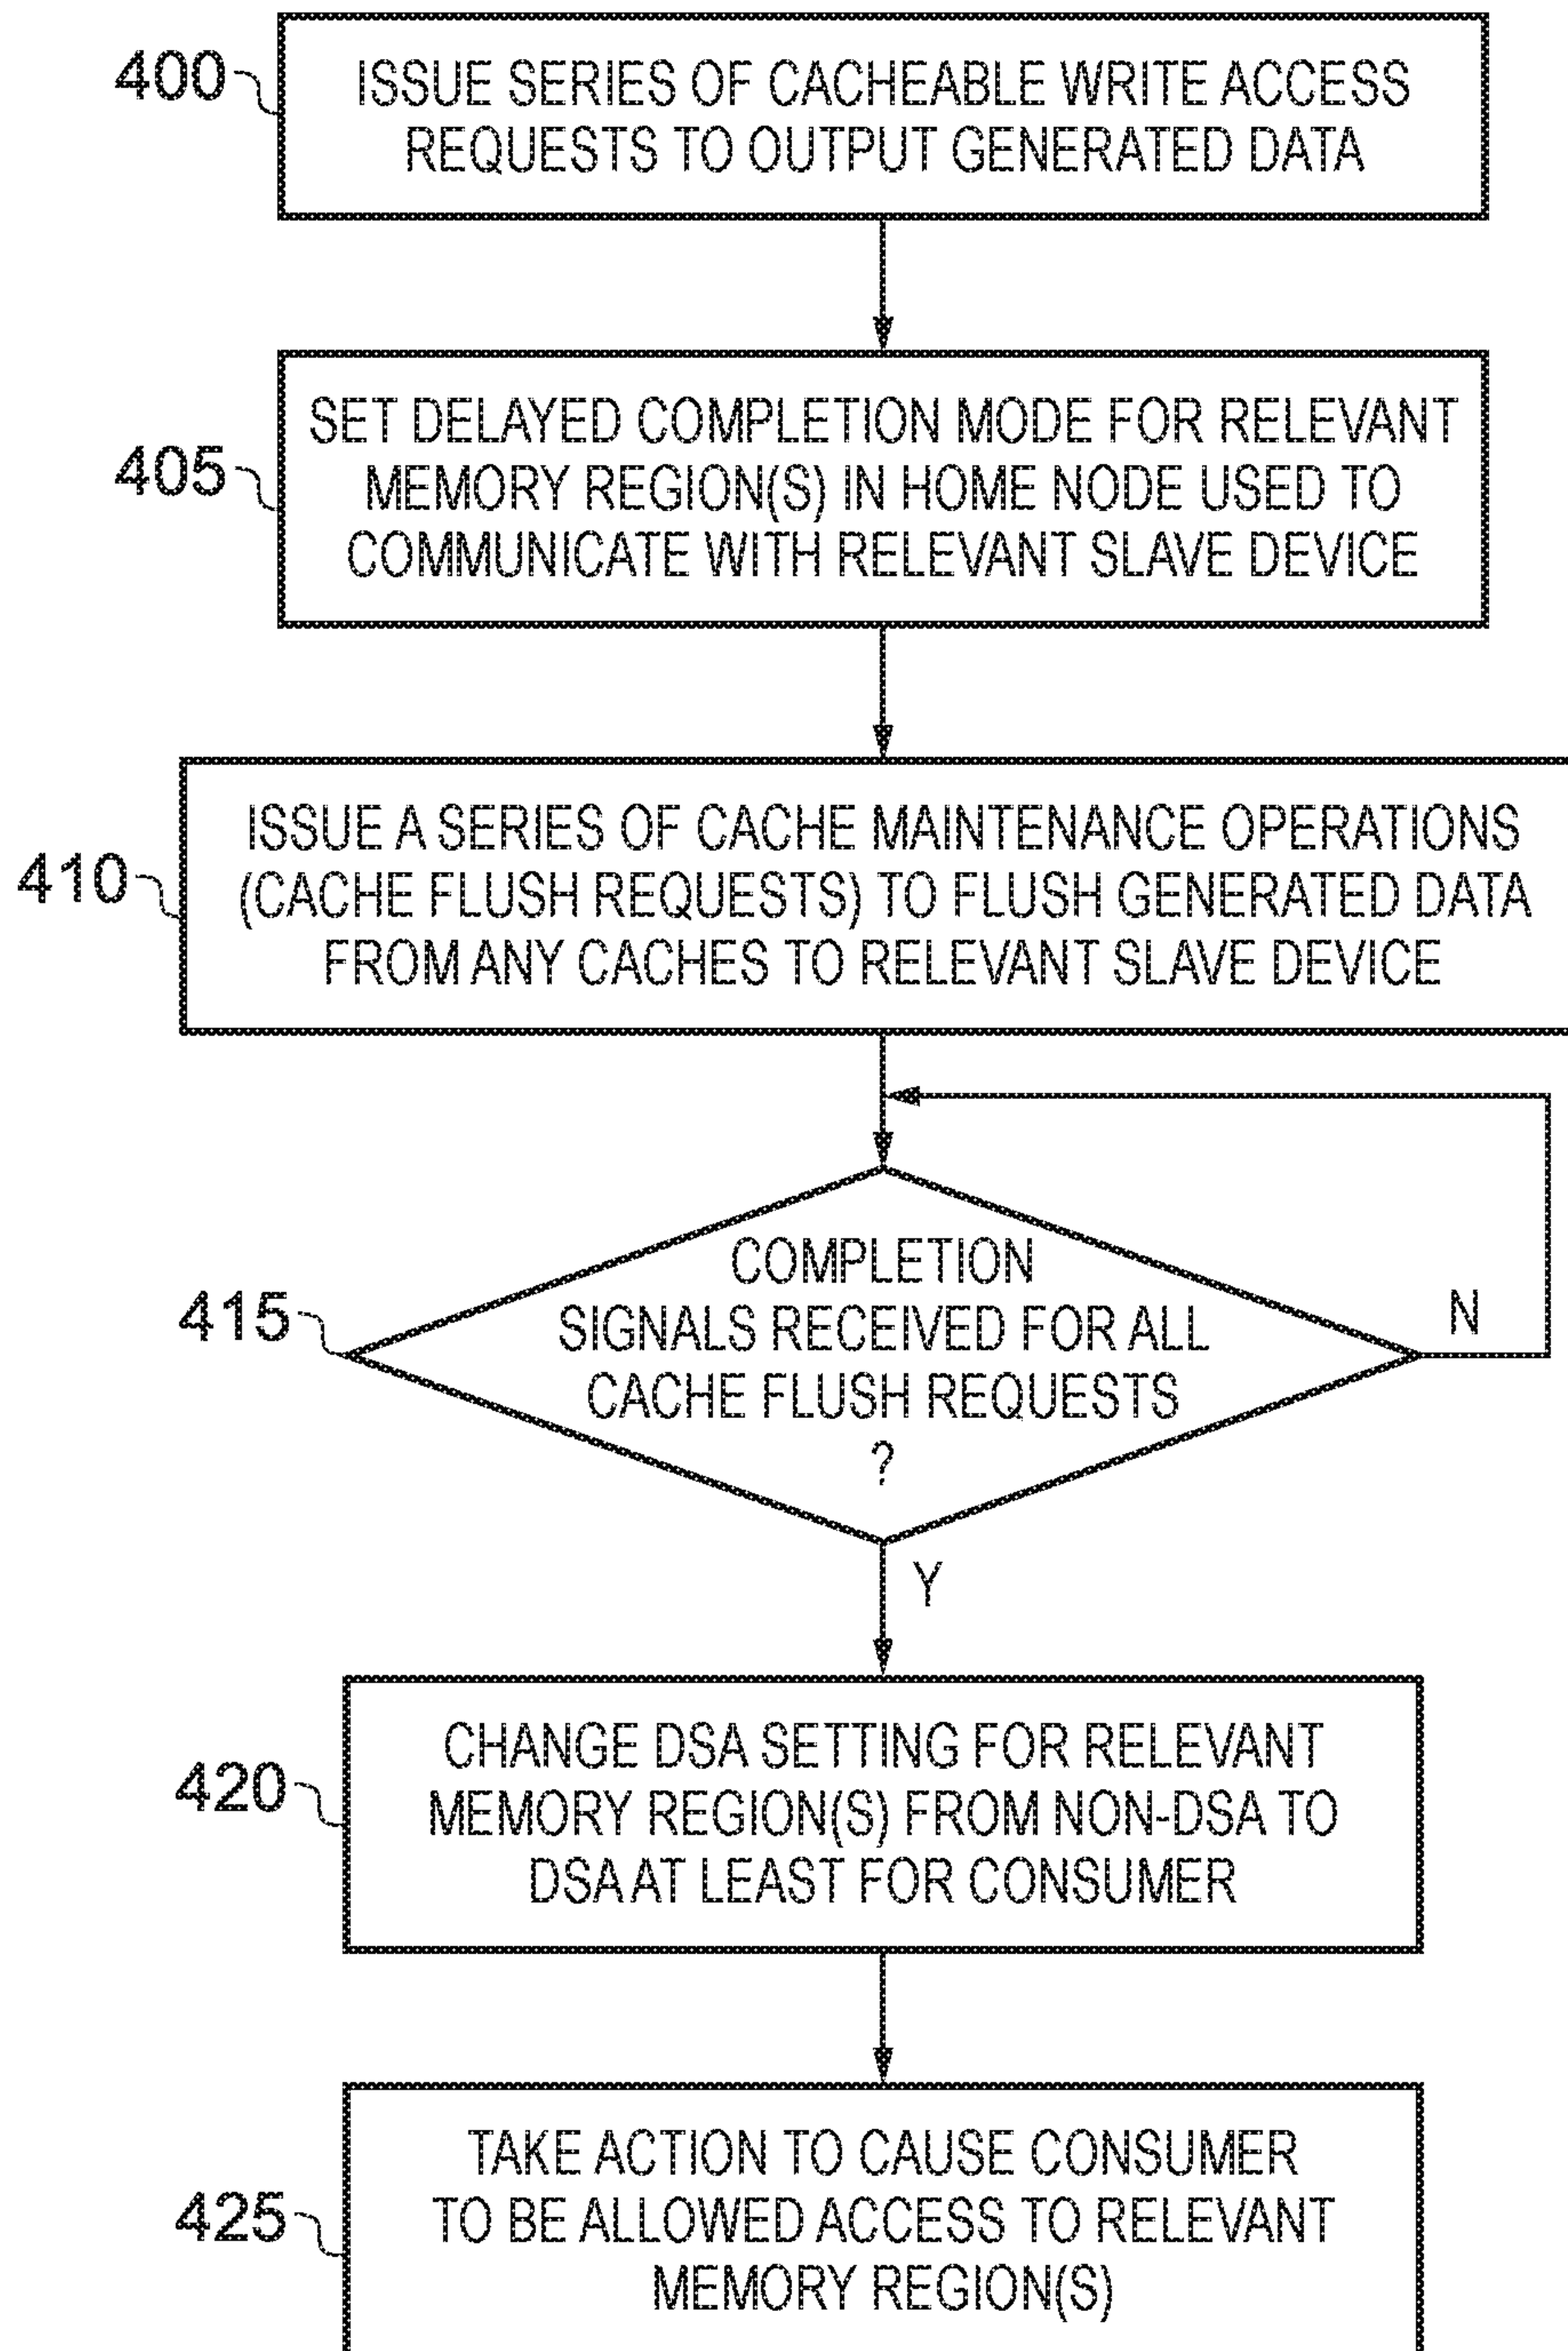 400
ISSUE SERIES OF CACHEABLE WRITE ACCESS
REQUESTS TO OUTPUT GENERATED DATA
405
SET DELAYED COMPLETION MODE FOR RELEVANT
MEMORY REGION(S) IN HOME NODE USED TO
COMMUNICATE WITH RELEVANT SLAVE DEVICE
410
ISSUE A SERIES OF CACHE MAINTENANCE OPERATIONS
(CACHE FLUSH REQUESTS) TO FLUSH GENERATED DATA
FROM ANY CACHES TO RELEVANT SLAVE DEVICE
415
COMPLETION
SIGNALS RECEIVED FOR ALL
CACHE FLUSH REQUESTS
?
N
Y
420
CHANGE DSA SETTING FOR RELEVANT
MEMORY REGION(S) FROM NON-DSA TO
DSA AT LEAST FOR CONSUMER
425
TAKE ACTION TO CAUSE CONSUMER
TO BE ALLOWED ACCESS TO RELEVANT
MEMORY REGION(S)